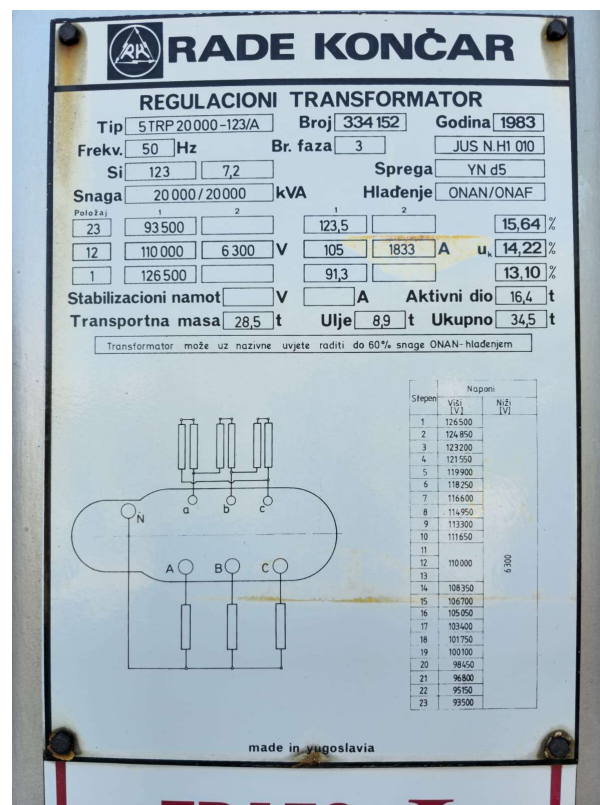 RADE KONČAR
REGULACIONI TRANSFORMATOR
Tip 5TRP 20000-123/A Broj 334152 Godina 1983
Frekv. 50 Hz Br. faza 3 JUS N.H1 010
Si 123 7,2 Sprega YN d5
Snaga 20000/20000 kVA Hlađenje ONAN/ONAF
Položaj 1 2 1 2
23 93500 123,5 15,64 %
12 110000 6300 V 105 1833 A uk 14,22 %
1 126500 91,3 13,10 %
Stabilizacioni namot V A Aktivni dio 16,4 t
Transportna masa 28,5 t Ulje 8,9 t Ukupno 34,5 t
Transformator može uz nazivne uvjete raditi do 60% snage ONAN-hlađenjem
a b c
N
A B C
Stepen Naponi
Viši [V] Niži [V]
1 126500
2 124850
3 123200
4 121550
5 119900
6 118250
7 116600
8 114950
9 113300
10 111650
11
12 110000 6300
13
14 108350
15 106700
16 105050
17 103400
18 101750
19 100100
20 98450
21 96800
22 95150
23 93500
made in yugoslavia